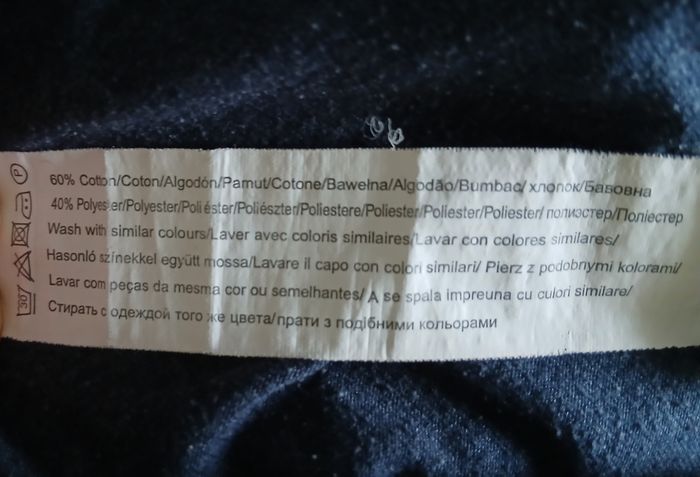 60% Cotton/Coton/Algodón/Pamut/Cotone/Bawełna/Algodão/Bumbac/ хлопок/Бавовна
40% Polyester/Polyester/Poliéster/Poliészter/Poliestere/Poliester/Poliester/Poliester/ полиэстер/Поліестер
Wash with similar colours/Laver avec coloris similaires/Lavar con colores similares/
Hasonló színekkel együtt mossa/Lavare il capo con colori similari/ Pierz z podobnymi kolorami/
Lavar com peças da mesma cor ou semelhantes/ A se spala impreuna cu culori similare/
Стирать с одеждой того же цвета/прати з подібними кольорами
P
30°